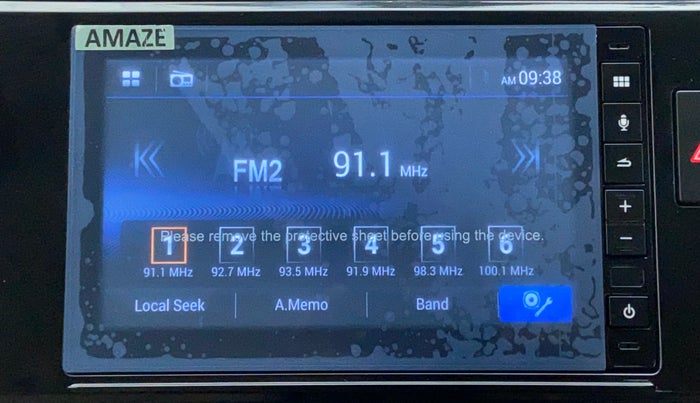 AMAZE
AM 09:38
FM2 91.1 MHz
Please remove the protective sheet before using the device.
1 2 3 4 5 6
91.1 MHz 92.7 MHz 93.5 MHz 91.9 MHz 98.3 MHz 100.1 MHz
Local Seek A.Memo Band